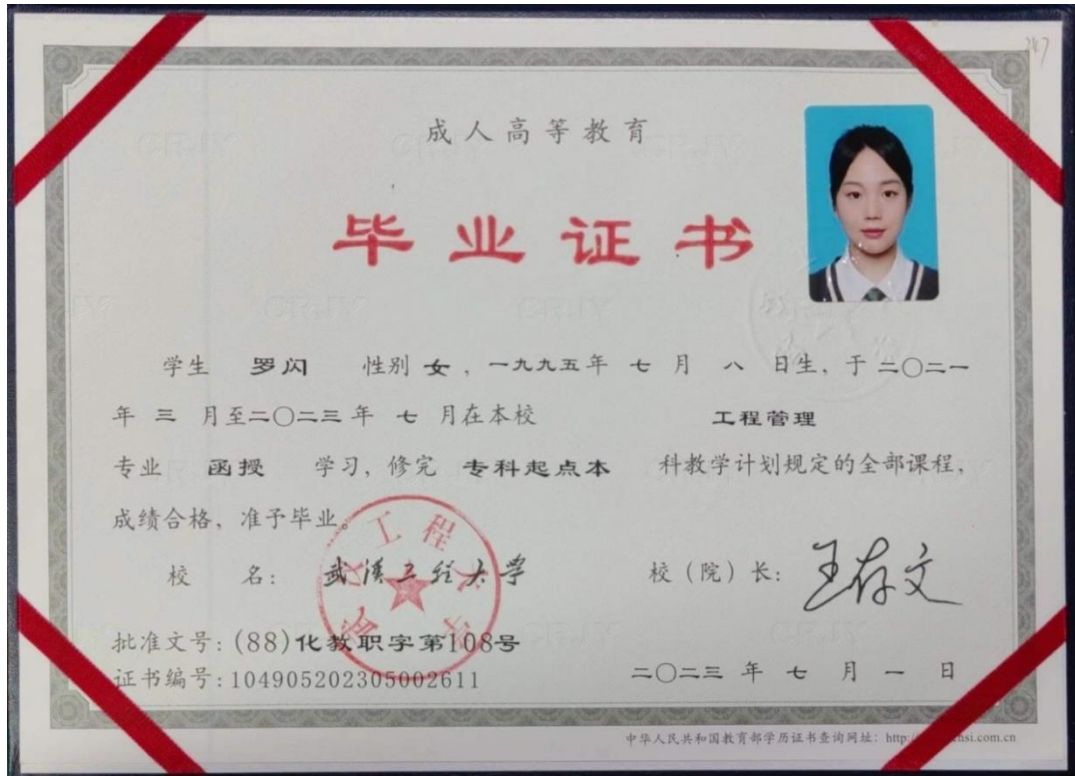 成人高等教育
毕业证书
学生 罗闪 性别 女，一九九五年 七 月 八 日生，于二〇二一
年 三 月至二〇二三年 七 月在本校 工程管理
专业 函授 学习，修完 专科起点本 科教学计划规定的全部课程，
成绩合格，准予毕业。
校 名： 武汉工程大学 校（院）长： 王存文
批准文号：(88)化教职字第108号
证书编号：104905202305002611 二〇二三 年 七 月 一 日
中华人民共和国教育部学历证书查询网址：